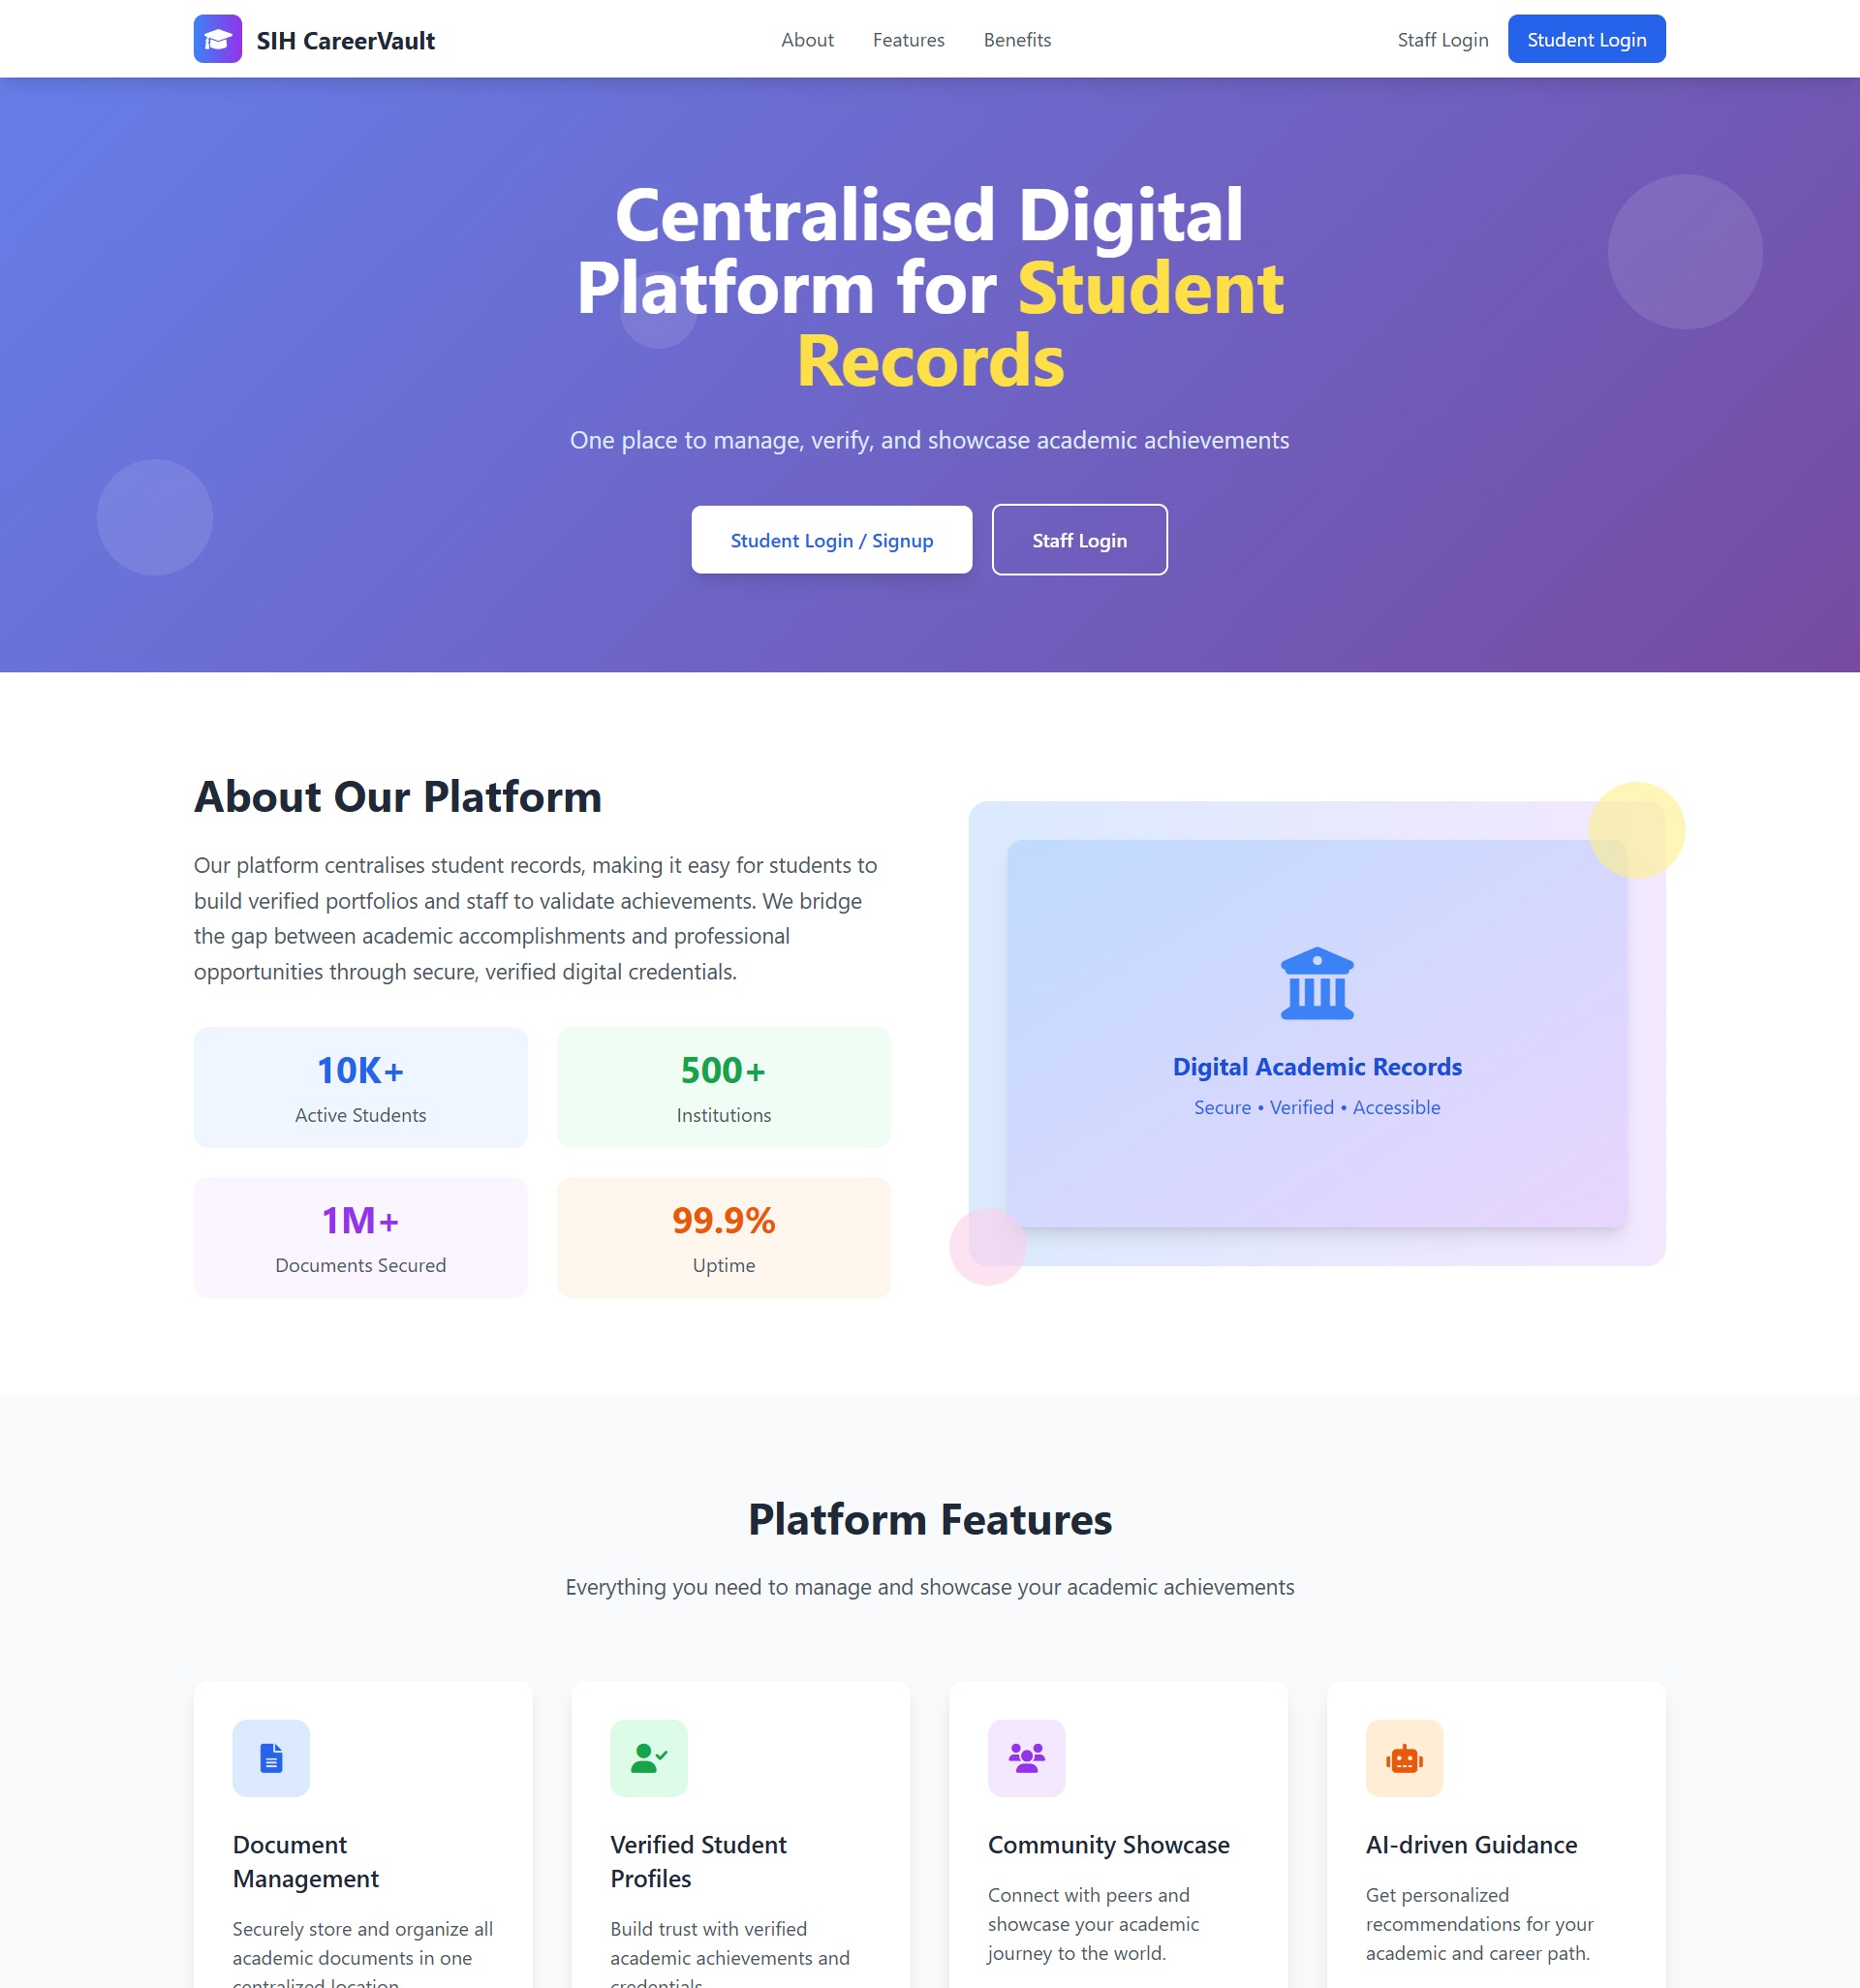 SIH CareerVault
About
Features
Benefits
Staff Login
Student Login
Centralised Digital
Platform for Student
Records
One place to manage, verify, and showcase academic achievements
Student Login / Signup
Staff Login
About Our Platform
Our platform centralises student records, making it easy for students to
build verified portfolios and staff to validate achievements. We bridge
the gap between academic accomplishments and professional
opportunities through secure, verified digital credentials.
10K+
Active Students
500+
Institutions
1M+
Documents Secured
99.9%
Uptime
Digital Academic Records
Secure • Verified • Accessible
Platform Features
Everything you need to manage and showcase your academic achievements
Document
Management
Securely store and organize all
academic documents in one
centralized location.
Verified Student
Profiles
Build trust with verified
academic achievements and
credentials.
Community Showcase
Connect with peers and
showcase your academic
journey to the world.
AI-driven Guidance
Get personalized
recommendations for your
academic and career path.